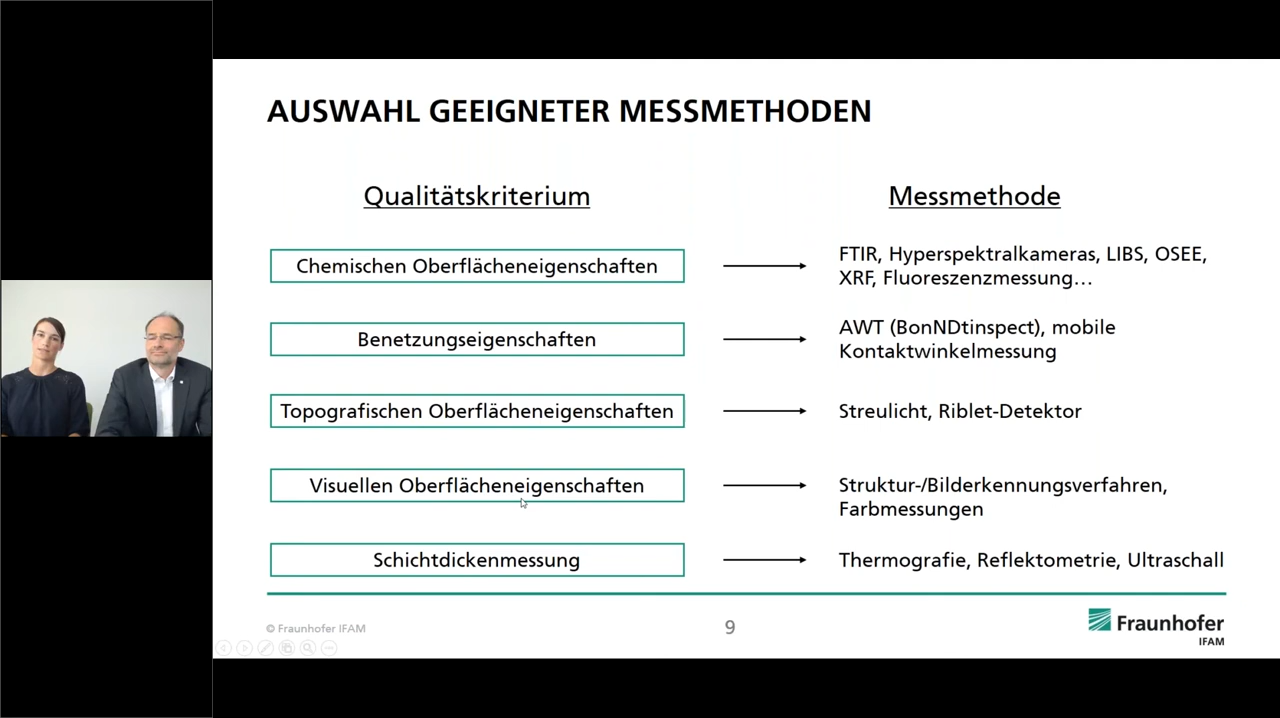 AUSWAHL GEEIGNETER MESSMETHODEN
Qualitätskriterium
Messmethode
Chemischen Oberflächeneigenschaften
FTIR, Hyperspektralkameras, LIBS, OSEE,
XRF, Fluoreszenzmessung…
Benetzungseigenschaften
AWT (BonNDtinspect), mobile
Kontaktwinkelmessung
Topografischen Oberflächeneigenschaften
Streulicht, Riblet-Detektor
Visuellen Oberflächeneigenschaften
Struktur-/Bilderkennungsverfahren,
Farbmessungen
Schichtdickenmessung
Thermografie, Reflektometrie, Ultraschall
© Fraunhofer IFAM
9
Fraunhofer
IFAM